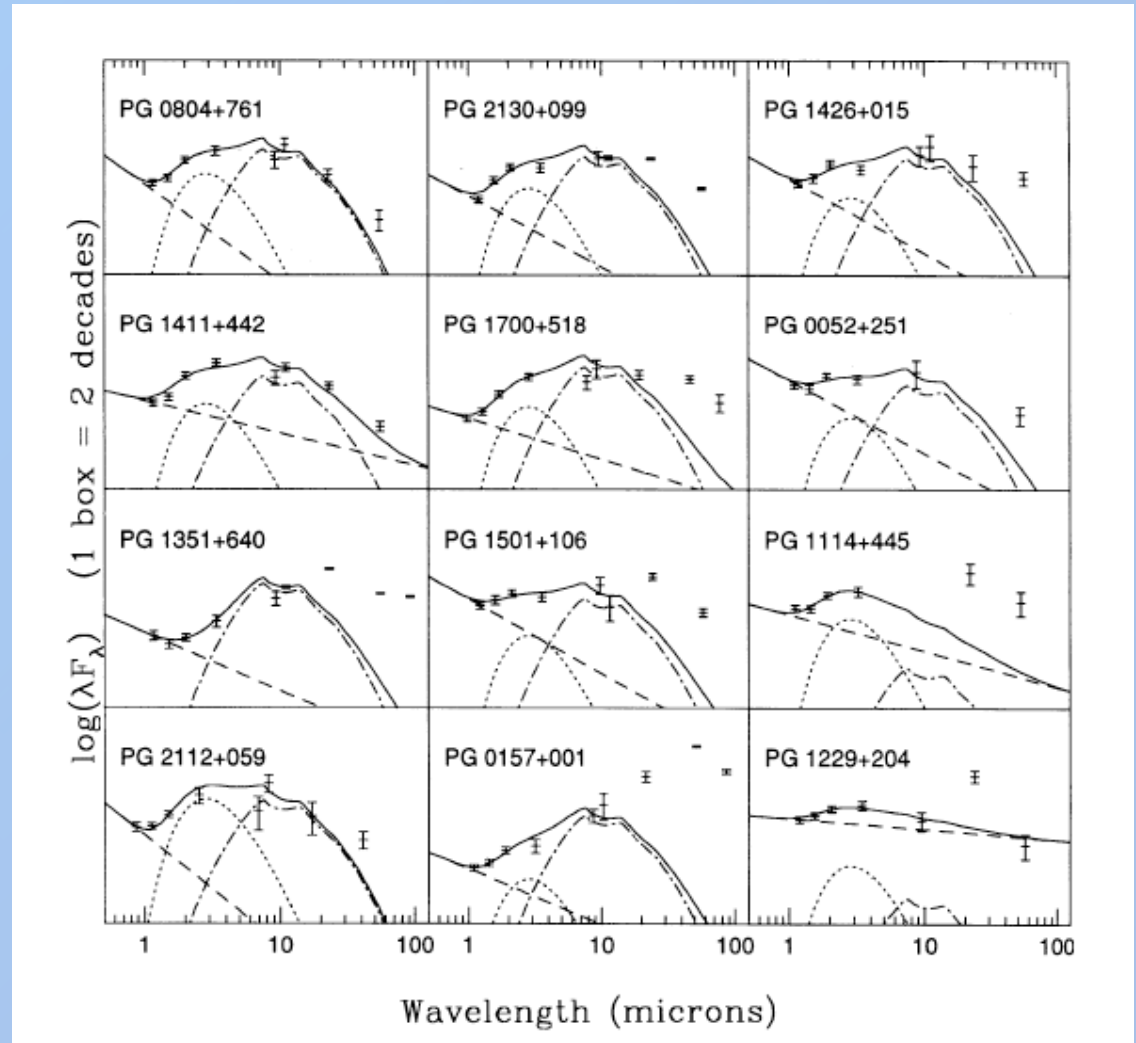 PG 0804+761
PG 2130+099
PG 1426+015
PG 1411+442
PG 1700+518
PG 0052+251
PG 1351+640
PG 1501+106
PG 1114+445
PG 2112+059
PG 0157+001
PG 1229+204
log(λFλ) (1 box = 2 decades)
1 10 100 1 10 100 1 10 100
Wavelength (microns)